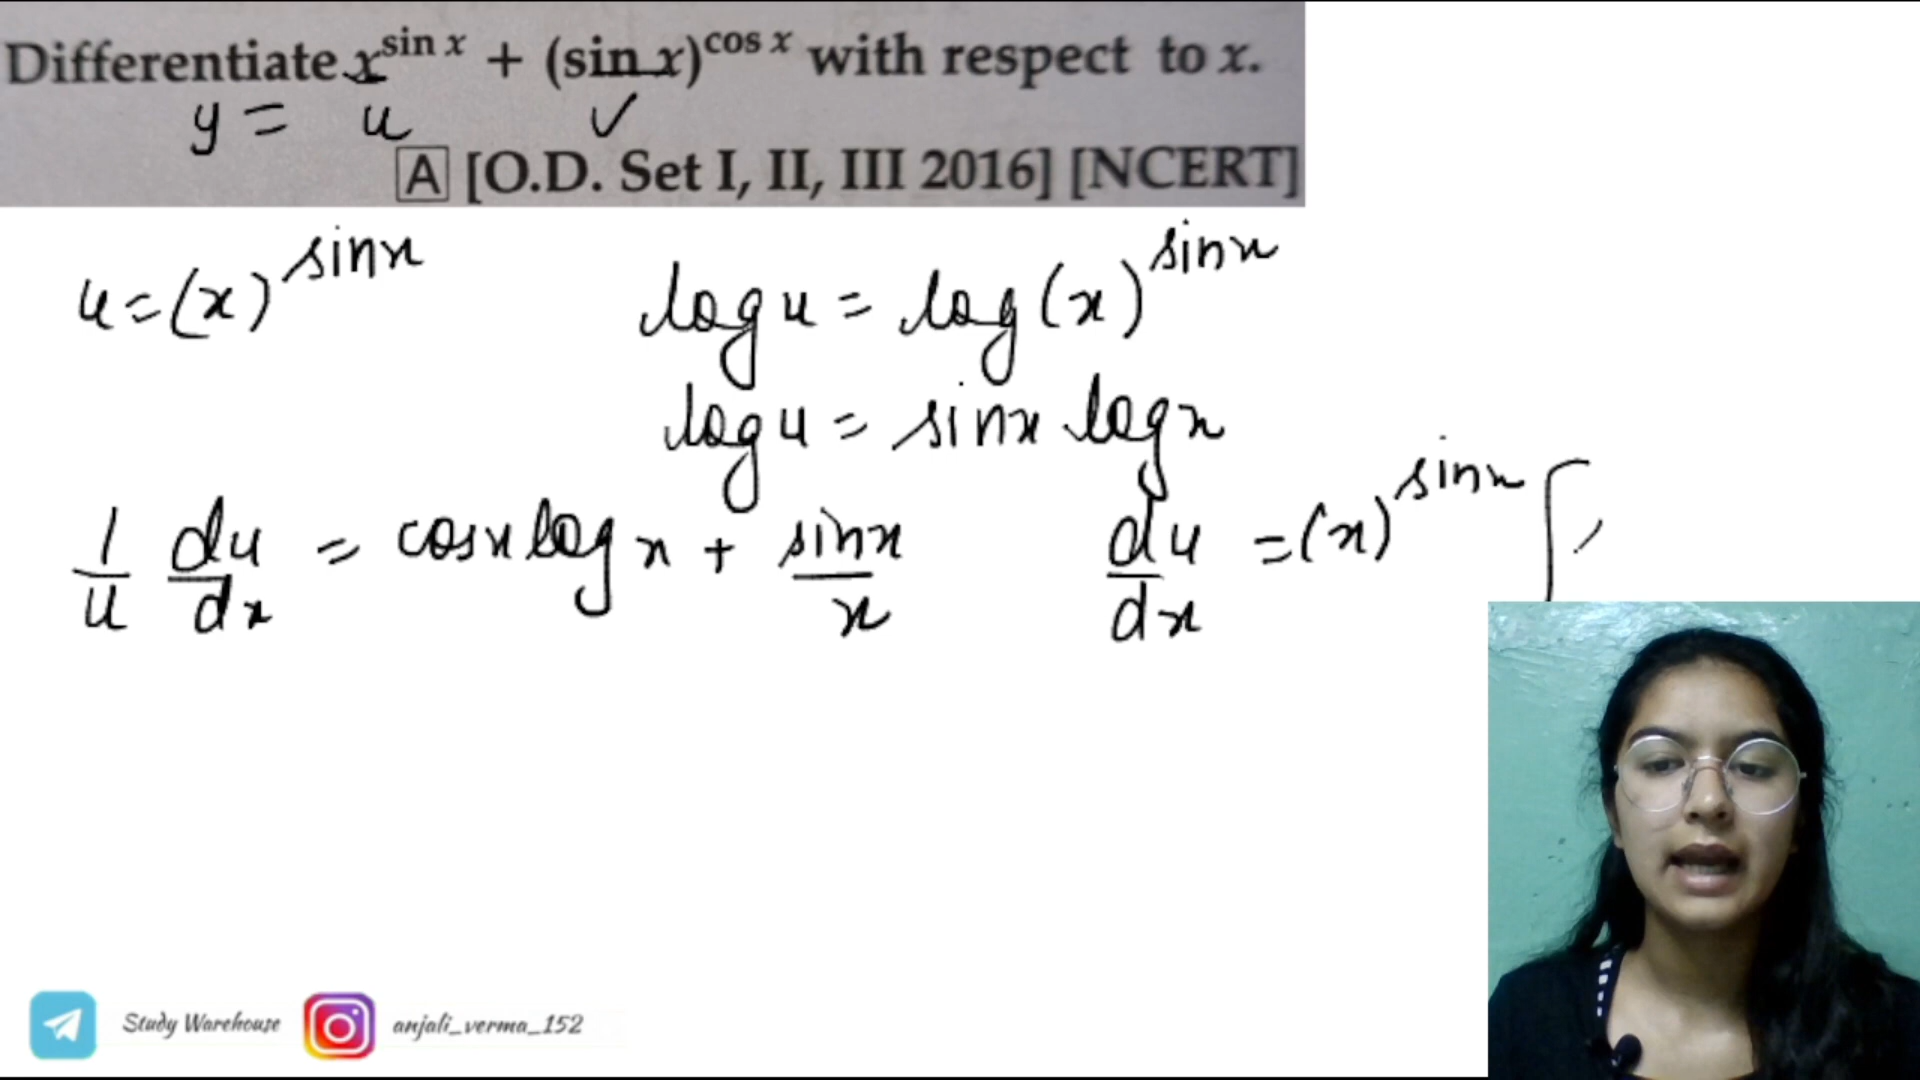 Differentiate x^sin x + (sin x)^cos x with respect to x.
y = u v
A [O.D. Set I, II, III 2016] [NCERT]
u = (x)^sinx
log u = log (x)^sinx
log u = sinx log x
1/u du/dx = cosx log x + sinx/x
du/dx = (x)^sinx [
Study Warehouse
anjali_verma_152